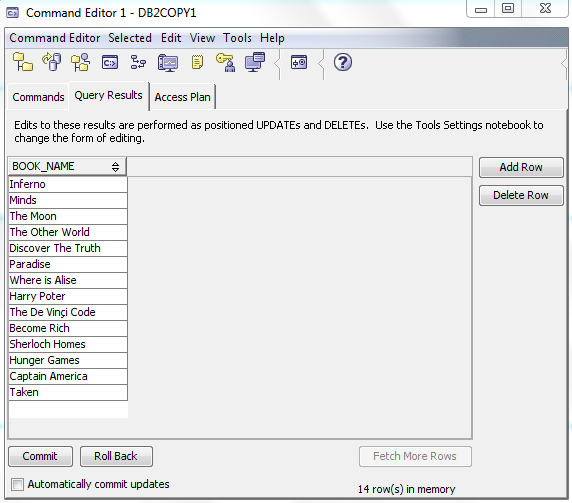 Command Editor 1 - DB2COPY1
Command Editor Selected Edit View Tools Help
Commands Query Results Access Plan
Edits to these results are performed as positioned UPDATEs and DELETEs. Use the Tools Settings notebook to
change the form of editing.
BOOK_NAME
Add Row
Inferno
Minds
Delete Row
The Moon
The Other World
Discover The Truth
Paradise
Where is Alise
Harry Poter
The De Vinçi Code
Become Rich
Sherloch Homes
Hunger Games
Captain America
Taken
Commit Roll Back Fetch More Rows
Automatically commit updates
14 row(s) in memory